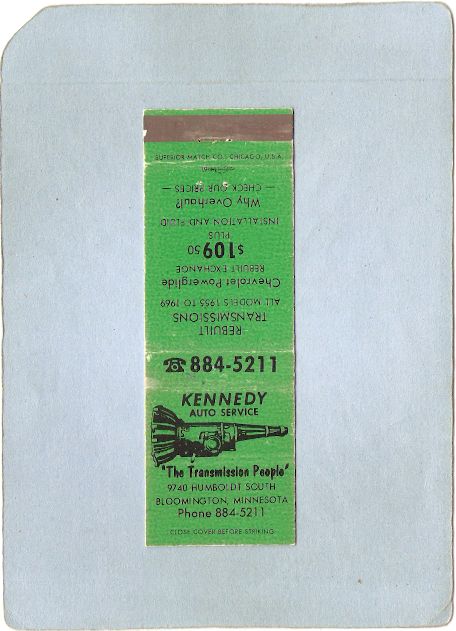 SUPERIOR MATCH CO., CHICAGO, U.S.A.
REBUILT
TRANSMISSIONS
ALL MODELS 1955 TO 1969
Chevrolet Powerglide
REBUILT EXCHANGE
$109.50
PLUS
INSTALLATION AND FLUID
Why Overhaul?
— CHECK OUR PRICES —
☎ 884-5211
KENNEDY
AUTO SERVICE
"The Transmission People"
9740 HUMBOLDT SOUTH
BLOOMINGTON, MINNESOTA
Phone 884-5211
CLOSE COVER BEFORE STRIKING